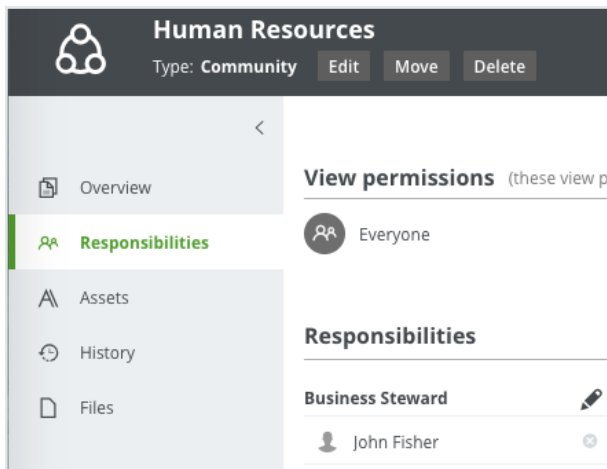 Human Resources
Type: Community Edit Move Delete
Overview
Responsibilities
Assets
History
Files
View permissions (these view p
Everyone
Responsibilities
Business Steward
John Fisher